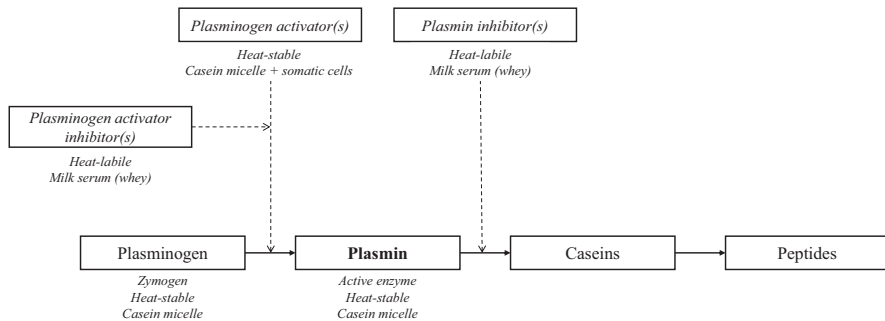 Plasminogen activator(s)
Heat-stable
Casein micelle + somatic cells
Plasmin inhibitor(s)
Heat-labile
Milk serum (whey)
Plasminogen activator
inhibitor(s)
Heat-labile
Milk serum (whey)
Plasminogen
Zymogen
Heat-stable
Casein micelle
Plasmin
Active enzyme
Heat-stable
Casein micelle
Caseins
Peptides